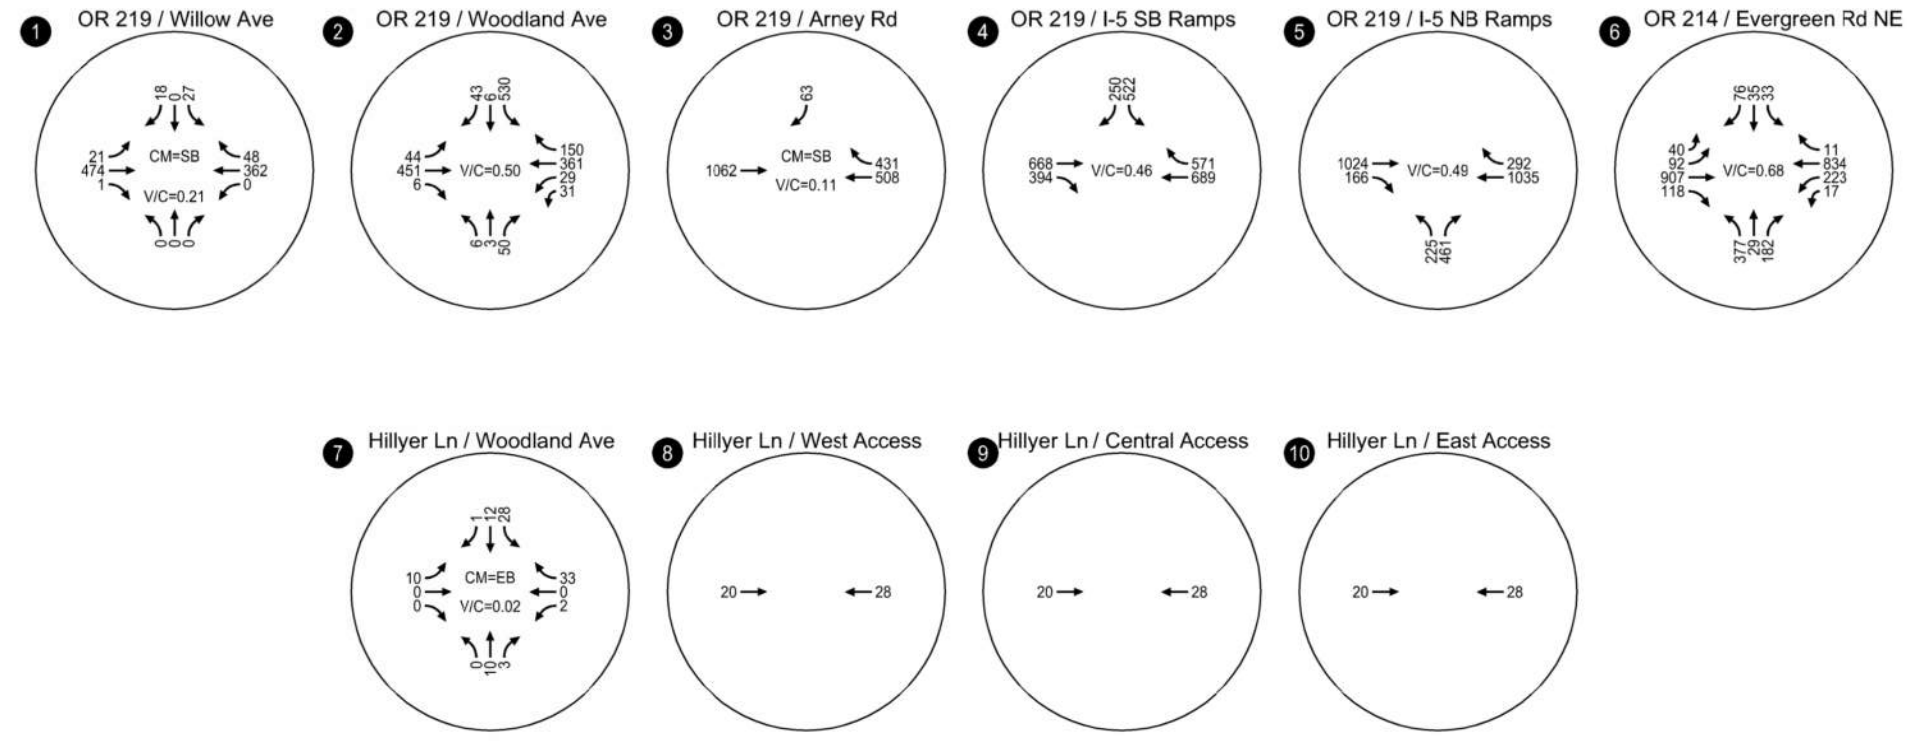 1 OR 219 / Willow Ave
18 0 27
CM=SB
21
474
1
48
362
0
V/C=0.21
0 0 0
2 OR 219 / Woodland Ave
43 6 530
44
451
6
V/C=0.50
150
361
29
31
6 3 50
3 OR 219 / Arney Rd
63
CM=SB
1062
431
508
V/C=0.11
4 OR 219 / I-5 SB Ramps
250 522
668
394
V/C=0.46
571
689
5 OR 219 / I-5 NB Ramps
1024
166
V/C=0.49
292
1035
225 461
6 OR 214 / Evergreen Rd NE
76 35 33
40
92
907
118
V/C=0.68
11
834
223
17
377 29 182
7 Hillyer Ln / Woodland Ave
1 12 28
10
0
0
CM=EB
V/C=0.02
33
0
2
0 10 3
8 Hillyer Ln / West Access
20 28
9 Hillyer Ln / Central Access
20 28
10 Hillyer Ln / East Access
20 28